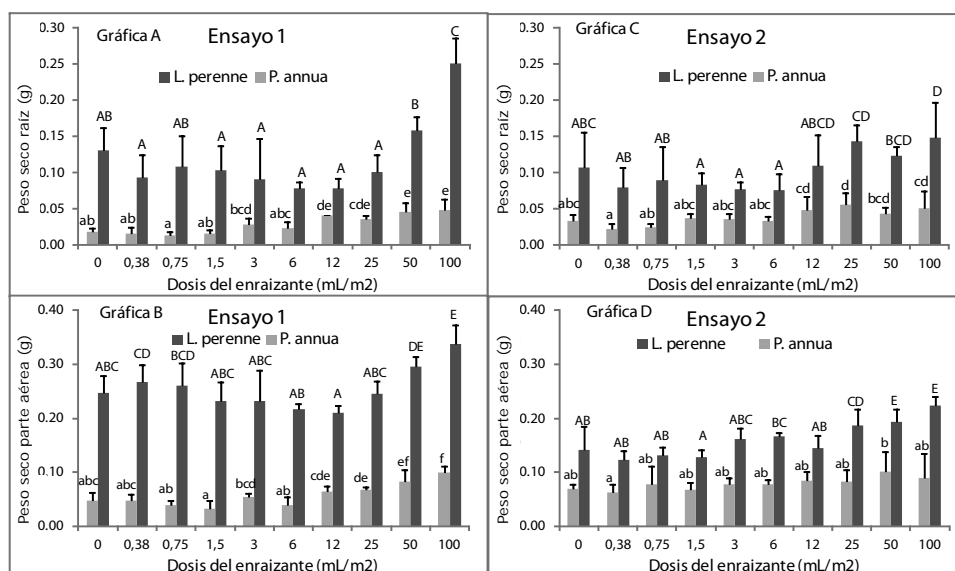 Gráfica A
Ensayo 1
L. perenne
P. annua
Peso seco raíz (g)
0.30
0.25
0.20
0.15
0.10
0.05
0.00
AB A AB A A A A A B C
ab ab a ab bcd abc de cde e e
0 0,38 0,75 1,5 3 6 12 25 50 100
Dosis del enraizante (mL/m2)
Gráfica C
Ensayo 2
L. perenne
P. annua
Peso seco raíz (g)
0.30
0.25
0.20
0.15
0.10
0.05
0.00
ABC AB AB A A A ABCD CD BCD D
abc a ab abc abc abc cd d bcd cd
0 0,38 0,75 1,5 3 6 12 25 50 100
Dosis del enraizante (mL/m2)
Gráfica B
Ensayo 1
L. perenne
P. annua
Peso seco parte aérea (g)
0.40
0.30
0.20
0.10
0.00
ABC CD BCD ABC ABC AB A ABC DE E
abc abc ab a bcd ab cde de ef f
0 0,38 0,75 1,5 3 6 12 25 50 100
Dosis del enraizante (mL/m2)
Gráfica D
Ensayo 2
L. perenne
P. annua
Peso seco parte aérea (g)
0.40
0.30
0.20
0.10
0.00
AB AB AB A ABC BC AB CD E E
ab a ab ab ab ab ab ab b ab
0 0,38 0,75 1,5 3 6 12 25 50 100
Dosis del enraizante (mL/m2)